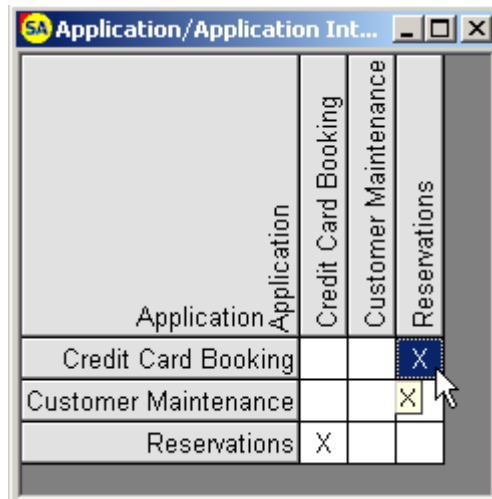 SA Application/Application Int...
Application
Application
Credit Card Booking
Customer Maintenance
Reservations
Credit Card Booking X
Customer Maintenance X
Reservations X